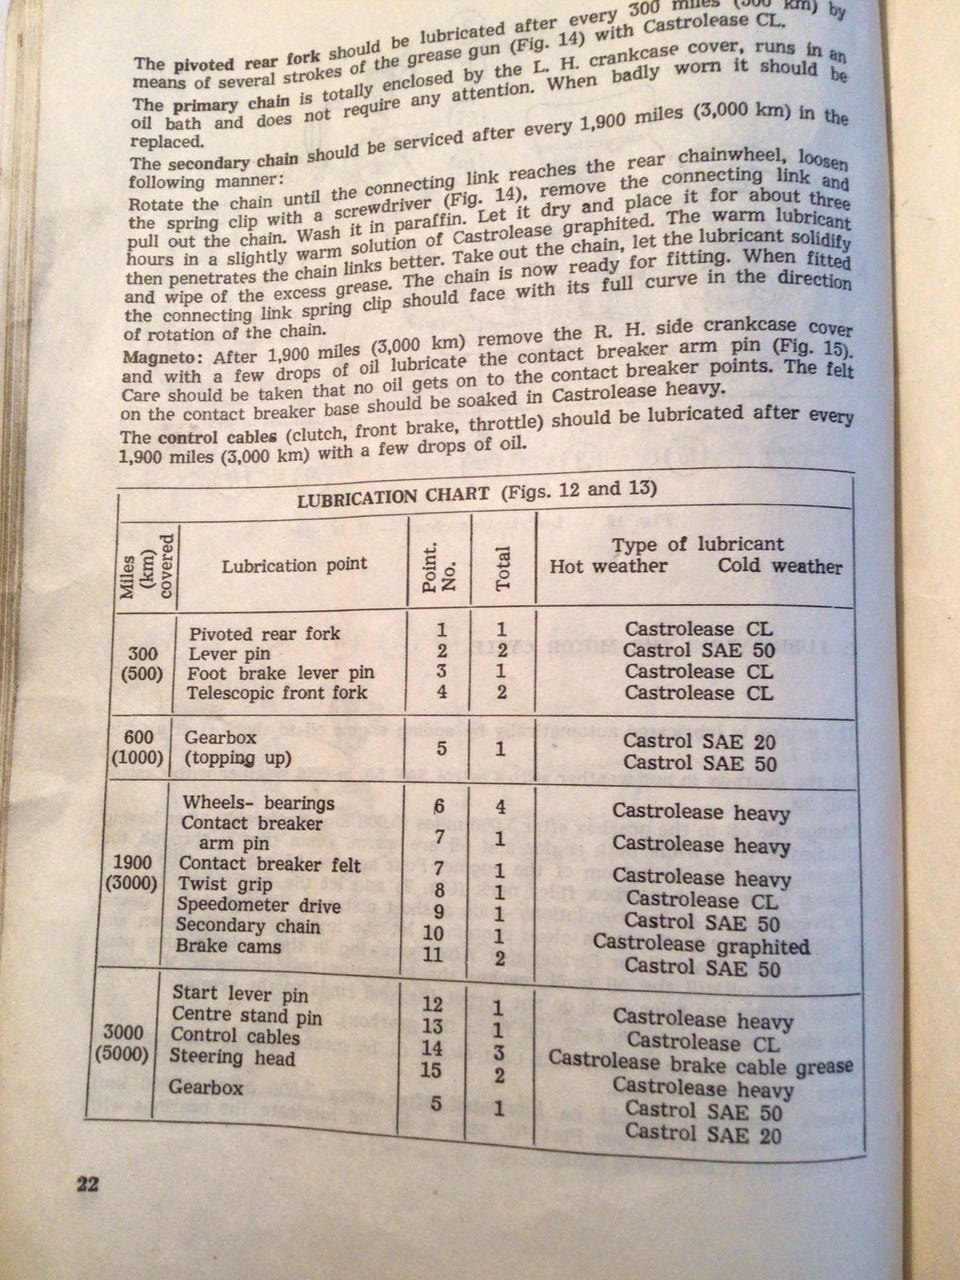 The pivoted rear fork should be lubricated after every 300 miles (500 km) by
means of several strokes of the grease gun (Fig. 14) with Castrolease CL.
The primary chain is totally enclosed by the L. H. crankcase cover, runs in an
oil bath and does not require any attention. When badly worn it should be
replaced.
The secondary chain should be serviced after every 1,900 miles (3,000 km) in the
following manner:
Rotate the chain until the connecting link reaches the rear chainwheel, loosen
the spring clip with a screwdriver (Fig. 14), remove the connecting link and
pull out the chain. Wash it in paraffin. Let it dry and place it for about three
hours in a slightly warm solution of Castrolease graphited. The warm lubricant
then penetrates the chain links better. Take out the chain, let the lubricant solidify
and wipe of the excess grease. The chain is now ready for fitting. When fitted
the connecting link spring clip should face with its full curve in the direction
of rotation of the chain.
Magneto: After 1,900 miles (3,000 km) remove the R. H. side crankcase cover
and with a few drops of oil lubricate the contact breaker arm pin (Fig. 15).
Care should be taken that no oil gets on to the contact breaker points. The felt
on the contact breaker base should be soaked in Castrolease heavy.
The control cables (clutch, front brake, throttle) should be lubricated after every
1,900 miles (3,000 km) with a few drops of oil.
LUBRICATION CHART (Figs. 12 and 13)
Miles (km) covered Lubrication point Point. No. Total Type of lubricant
Hot weather Cold weather
Pivoted rear fork 1 1 Castrolease CL
300 Lever pin 2 2 Castrol SAE 50
(500) Foot brake lever pin 3 1 Castrolease CL
Telescopic front fork 4 2 Castrolease CL
600 Gearbox 5 1 Castrol SAE 20
(1000) (topping up) Castrol SAE 50
Wheels- bearings 6 4 Castrolease heavy
Contact breaker
arm pin 7 1 Castrolease heavy
1900 Contact breaker felt 7 1 Castrolease heavy
(3000) Twist grip 8 1 Castrolease CL
Speedometer drive 9 1 Castrol SAE 50
Secondary chain 10 1 Castrolease graphited
Brake cams 11 2 Castrol SAE 50
Start lever pin 12 1 Castrolease heavy
Centre stand pin 13 1 Castrolease CL
3000 Control cables 14 3 Castrolease brake cable grease
(5000) Steering head 15 2 Castrolease heavy
Gearbox 5 1 Castrol SAE 50
Castrol SAE 20
22